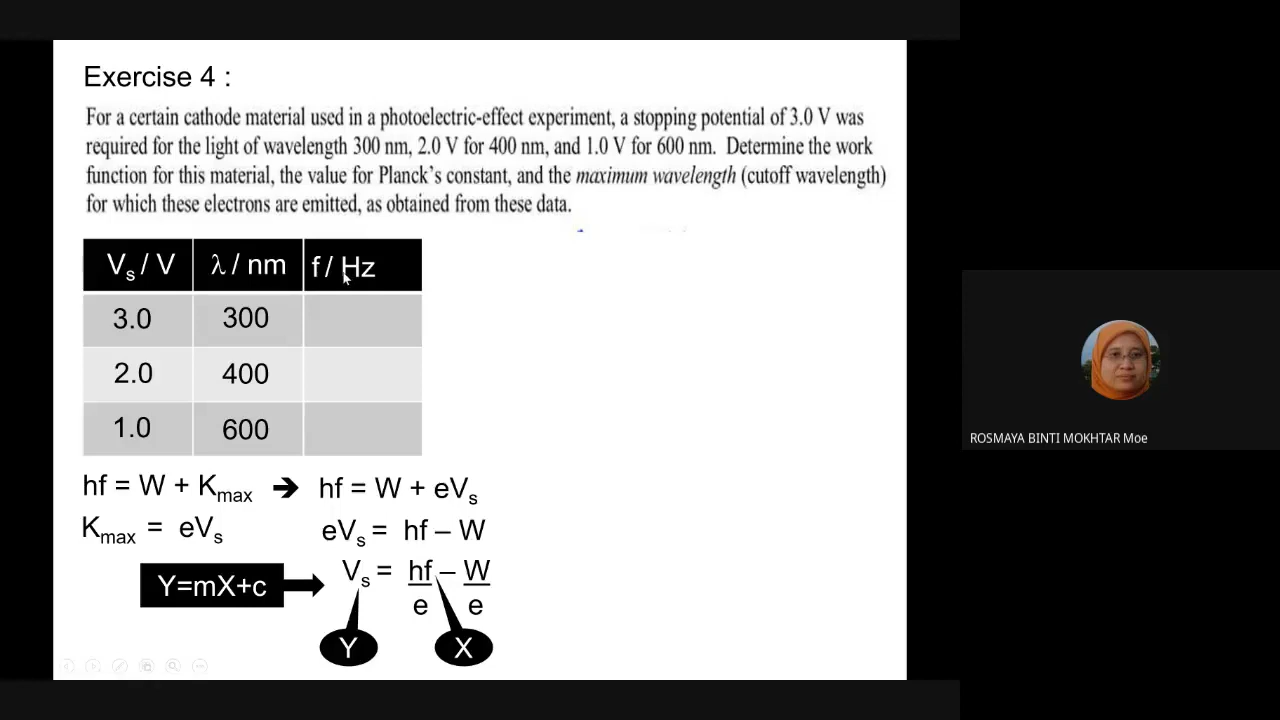 Exercise 4 :
For a certain cathode material used in a photoelectric-effect experiment, a stopping potential of 3.0 V was
required for the light of wavelength 300 nm, 2.0 V for 400 nm, and 1.0 V for 600 nm. Determine the work
function for this material, the value for Planck's constant, and the maximum wavelength (cutoff wavelength)
for which these electrons are emitted, as obtained from these data.
Vs / V λ / nm f / Hz
3.0 300
2.0 400
1.0 600
hf = W + Kmax ➔ hf = W + eVs
Kmax = eVs eVs = hf – W
Y=mX+c Vs = hf – W
e e
Y X
ROSMAYA BINTI MOKHTAR Moe